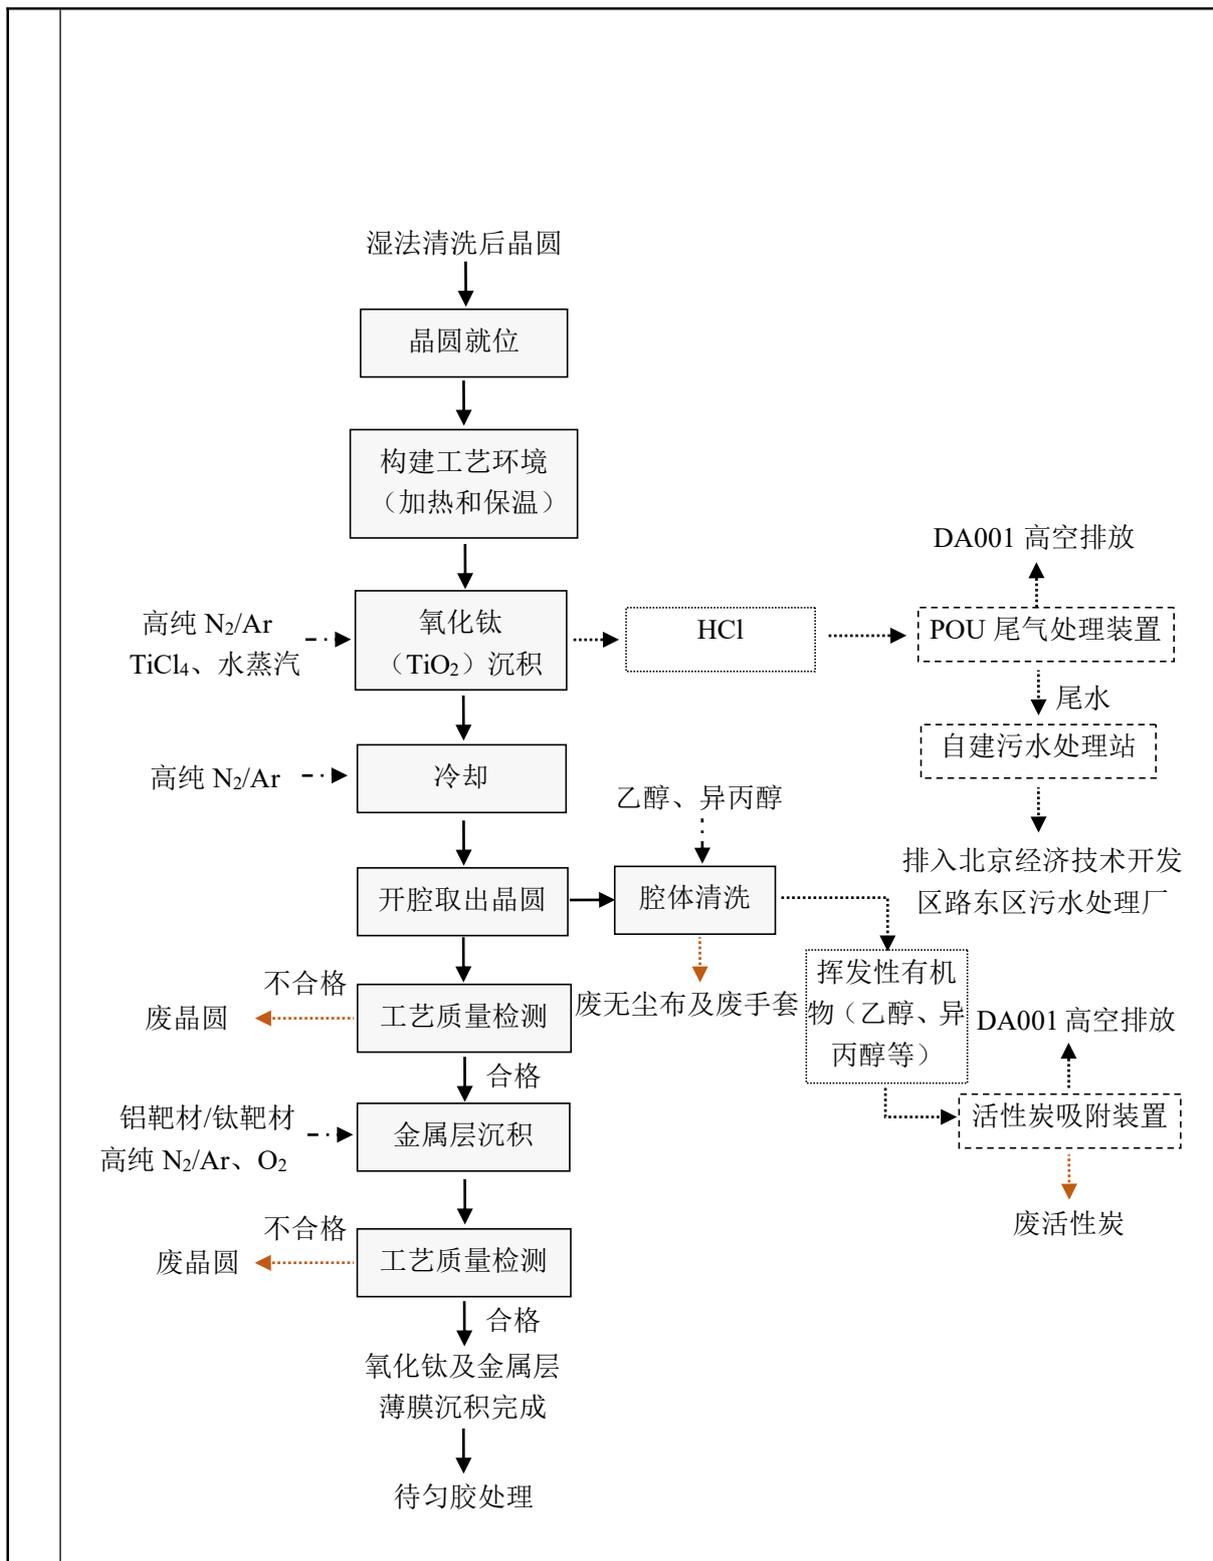 湿法清洗后晶圆
晶圆就位
构建工艺环境
（加热和保温）
高纯 N₂/Ar
TiCl₄、水蒸汽
氧化钛
（TiO₂）沉积
HCl
DA001 高空排放
POU 尾气处理装置
尾水
自建污水处理站
排入北京经济技术开发
区路东区污水处理厂
高纯 N₂/Ar
冷却
乙醇、异丙醇
开腔取出晶圆
腔体清洗
废无尘布及废手套
挥发性有机
物（乙醇、异
丙醇等）
DA001 高空排放
活性炭吸附装置
废活性炭
不合格
废晶圆
工艺质量检测
合格
铝靶材/钛靶材
高纯 N₂/Ar、O₂
金属层沉积
不合格
废晶圆
工艺质量检测
合格
氧化钛及金属层
薄膜沉积完成
待匀胶处理